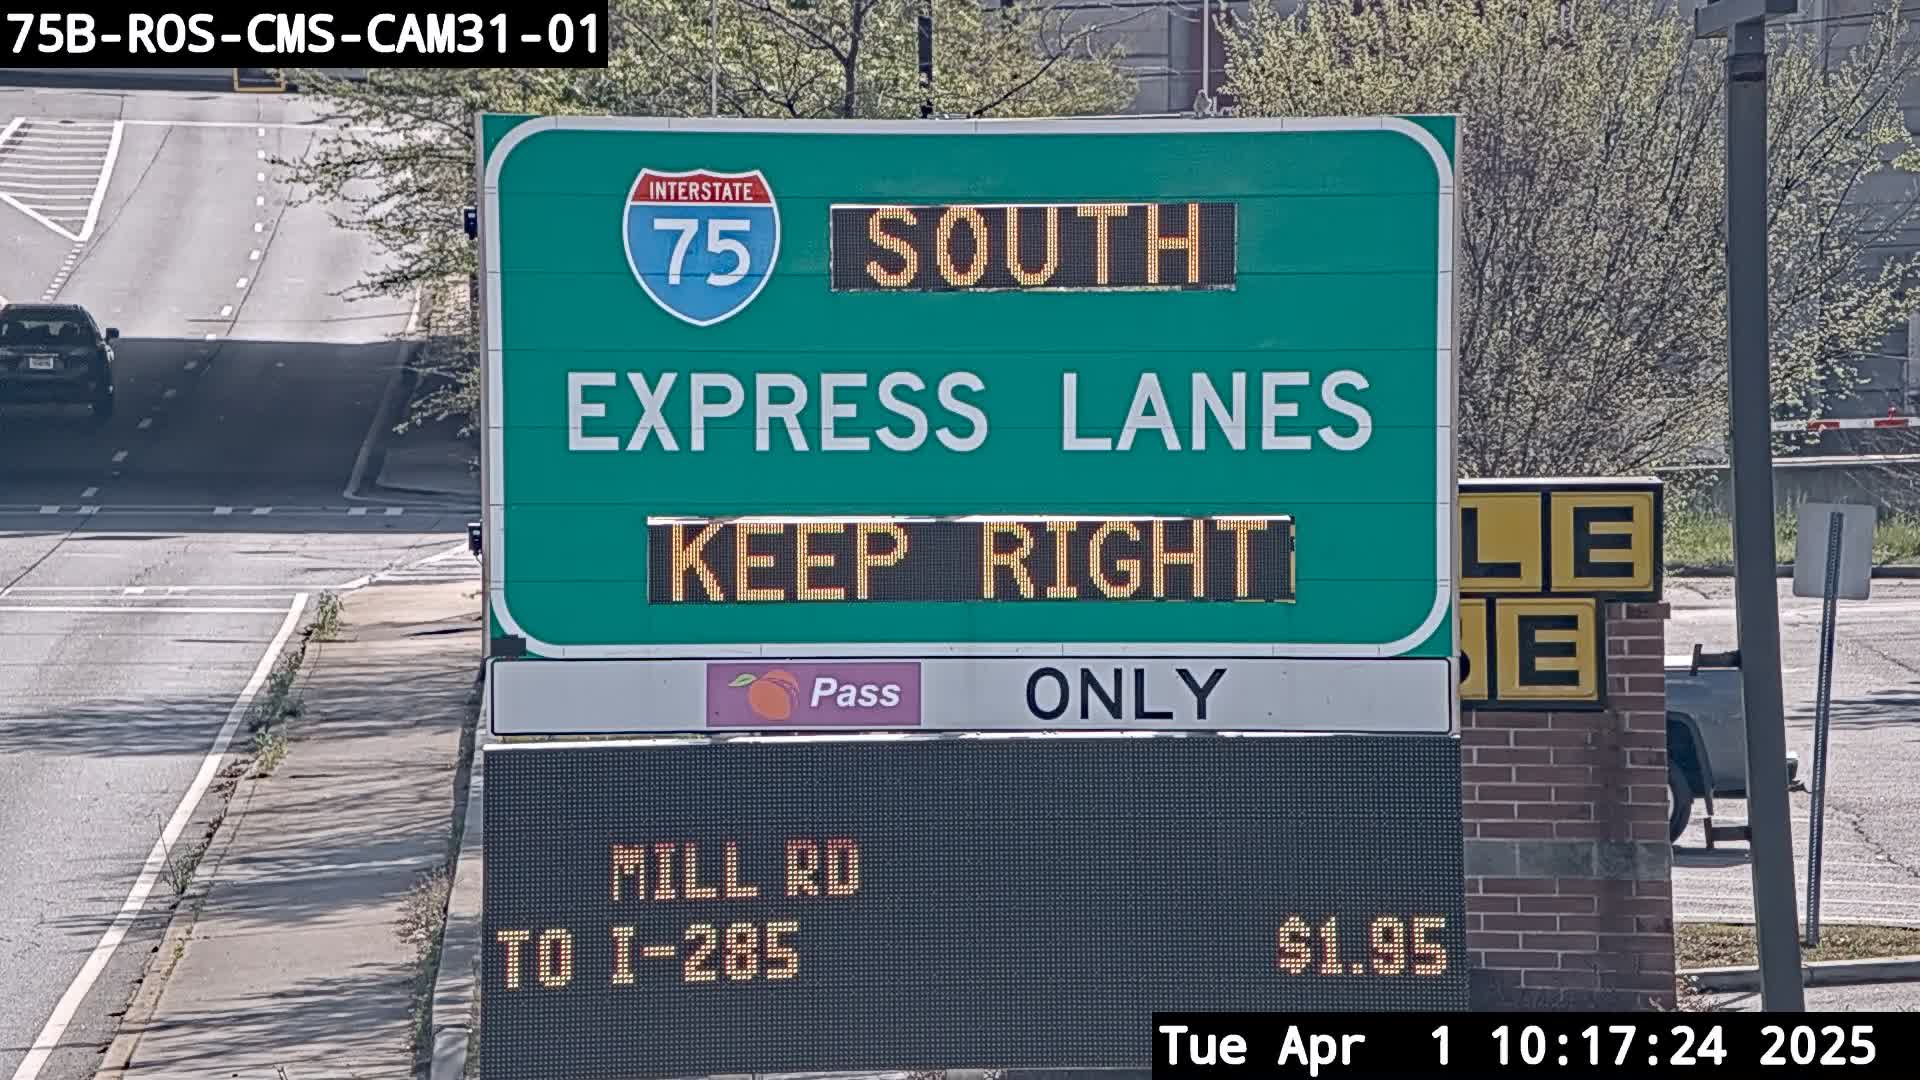 75B-ROS-CMS-CAM31-01
INTERSTATE
75
SOUTH
EXPRESS LANES
KEEP RIGHT
Pass ONLY
LE
E
MILL RD
TO I-285 $1.95
Tue Apr 1 10:17:24 2025